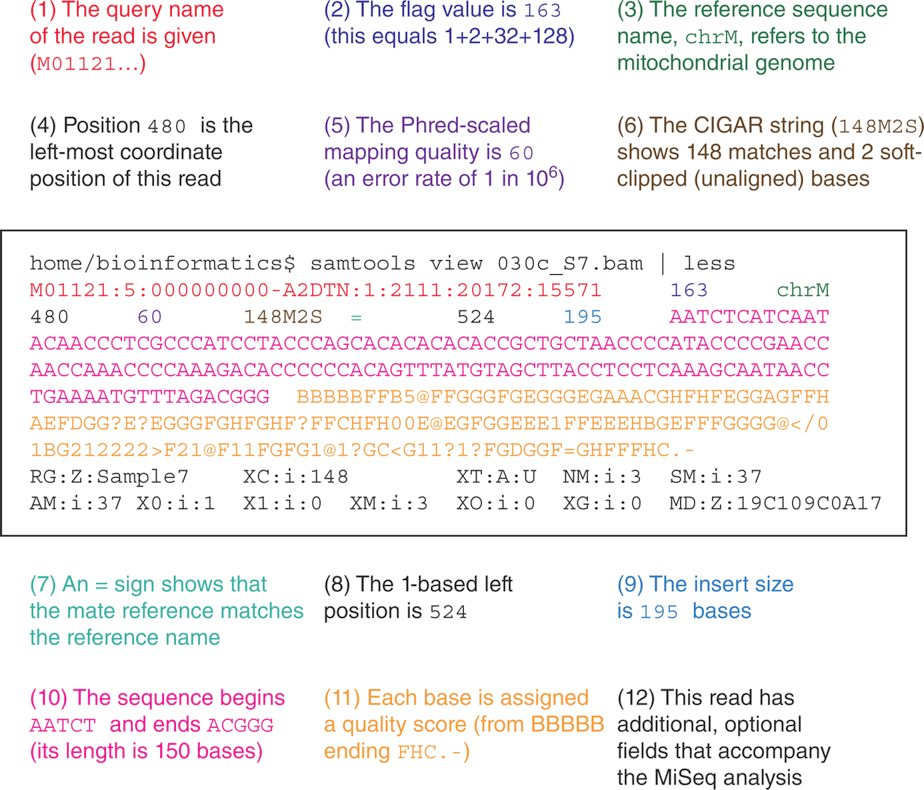 (1) The query name
of the read is given
(M01121…)
(2) The flag value is 163
(this equals 1+2+32+128)
(3) The reference sequence
name, chrM, refers to the
mitochondrial genome
(4) Position 480 is the
left-most coordinate
position of this read
(5) The Phred-scaled
mapping quality is 60
(an error rate of 1 in 10⁶)
(6) The CIGAR string (148M2S)
shows 148 matches and 2 soft-
clipped (unaligned) bases
home/bioinformatics$ samtools view 030c_S7.bam | less
M01121:5:000000000-A2DTN:1:2111:20172:15571 163 chrM
480 60 148M2S = 524 195 AATCTCATCAAT
ACAACCCTCGCCCATCCTACCCAGCACACACACACCGCTGCTAACCCCATACCCCGAACC
AACCAAACCCCAAAGACACCCCCCACAGTTTATGTAGCTTACCTCCTCAAAGCAATAACC
TGAAAATGTTTAGACGGG BBBBBFFB5@FFGGGFGEGGGEGAAACGHFHFEGGAGFFH
AEFDGG?E?EGGGFGHFGHF?FFCHFH00E@EGFGGEEE1FFEEEHBGEFFFGGGG@</0
1BG212222>F21@F11FGFG1@1?GC<G11?1?FGDGGF=GHFFFHC.-
RG:Z:Sample7 XC:i:148 XT:A:U NM:i:3 SM:i:37
AM:i:37 X0:i:1 X1:i:0 XM:i:3 XO:i:0 XG:i:0 MD:Z:19C109C0A17
(7) An = sign shows that
the mate reference matches
the reference name
(8) The 1-based left
position is 524
(9) The insert size
is 195 bases
(10) The sequence begins
AATCT and ends ACGGG
(its length is 150 bases)
(11) Each base is assigned
a quality score (from BBBBB
ending FHC.-)
(12) This read has
additional, optional
fields that accompany
the MiSeq analysis